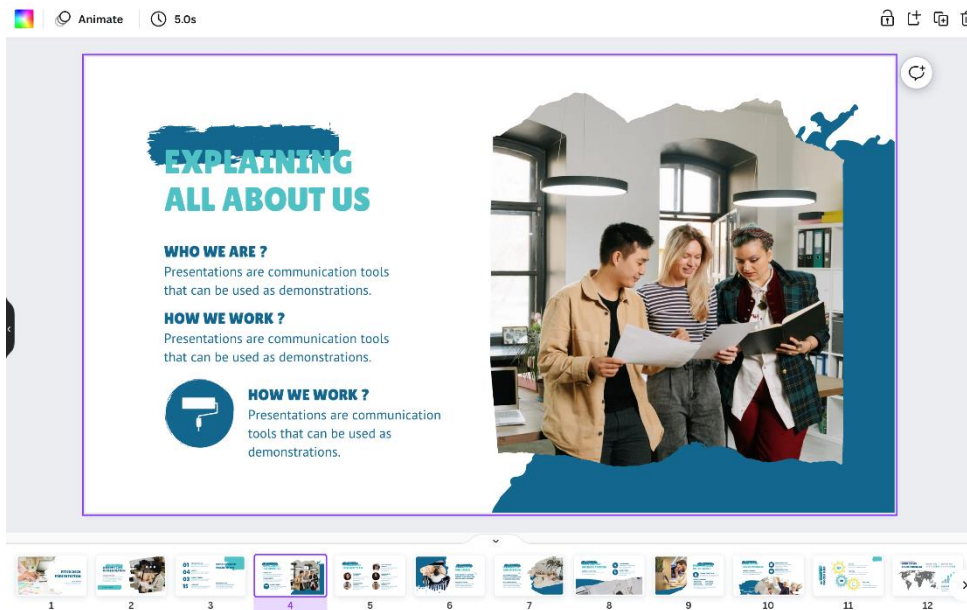 Animate
5.0s
EXPLAINING
ALL ABOUT US
WHO WE ARE ?
Presentations are communication tools
that can be used as demonstrations.
HOW WE WORK ?
Presentations are communication tools
that can be used as demonstrations.
HOW WE WORK ?
Presentations are communication
tools that can be used as
demonstrations.
1
2
3
4
5
6
7
8
9
10
11
12